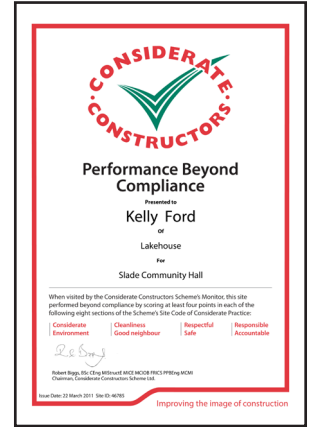 CONSIDERATE
CONSTRUCTORS
Performance Beyond
Compliance
Presented to
Kelly Ford
Of
Lakehouse
For
Slade Community Hall
When visited by the Considerate Constructors Scheme's Monitor, this site
performed beyond compliance by scoring at least four points in each of the
following eight sections of the Scheme's Site Code of Considerate Practice:
Considerate Cleanliness Respectful Responsible
Environment Good neighbour Safe Accountable
Robert Biggs, BSc CEng MIStructE MICE MCIOB FRICS PPBEng MCMI
Chairman, Considerate Constructors Scheme Ltd.
Issue Date: 22 March 2011 Site ID: 46785
Improving the image of construction